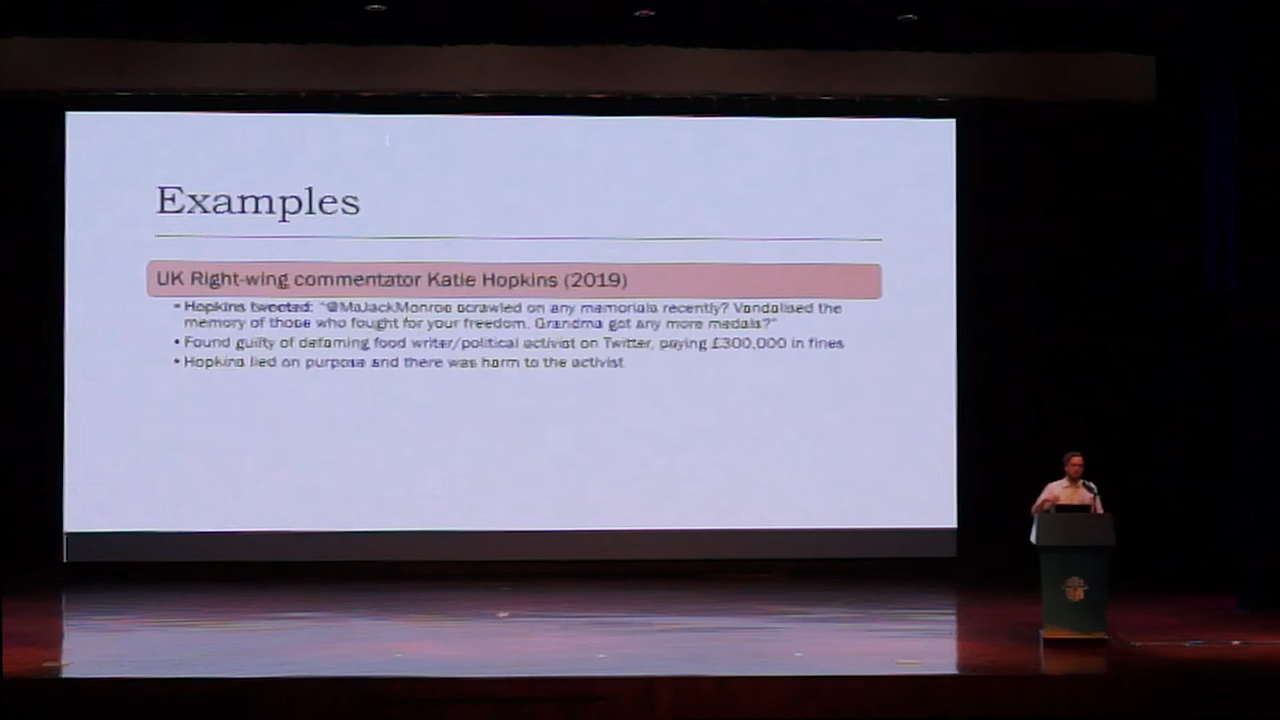 Examples
UK Right-wing commentator Katie Hopkins (2019)
• Hopkins tweeted: "@MsJackMonroe scrawled on any memorials recently? Vandalised the
memory of those who fought for your freedom. Grandma got any more medals?"
• Found guilty of defaming food writer/political activist on Twitter, paying £300,000 in fines
• Hopkins lied on purpose and there was harm to the activist